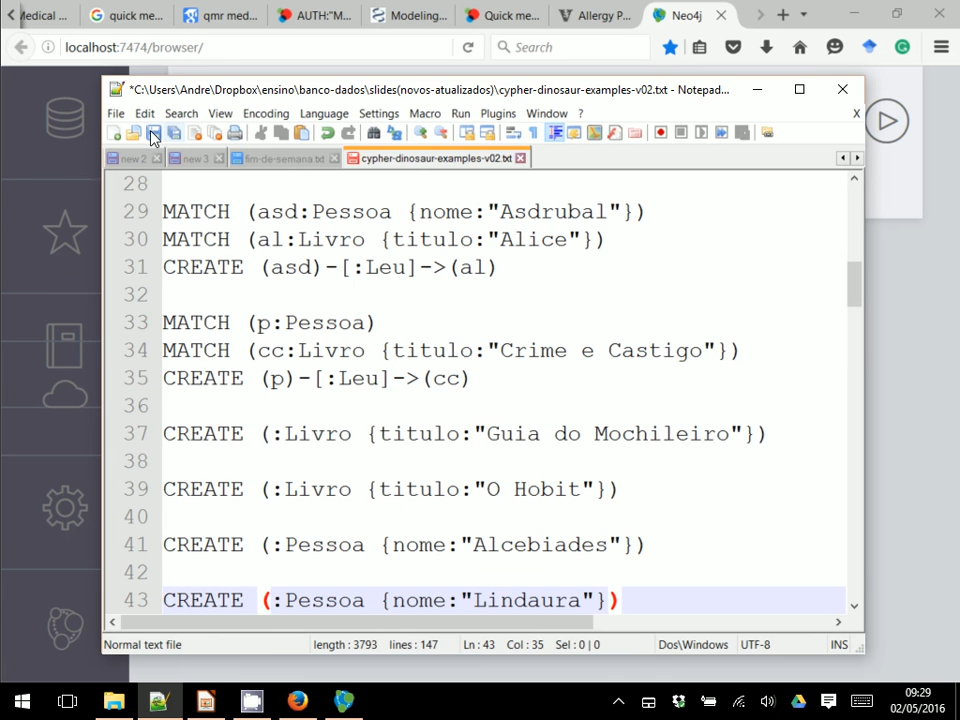 Medical ...
quick me...
qmr med...
AUTH:"M...
Modeling...
Quick me...
Allergy P...
Neo4j
localhost:7474/browser/
Search
*C:\Users\Andre\Dropbox\ensino\banco-dados\slides(novos-atualizados)\cypher-dinosaur-examples-v02.txt - Notepad...
File Edit Search View Encoding Language Settings Macro Run Plugins Window ? X
new 2
new 3
fim-de-semana.txt
cypher-dinosaur-examples-v02.txt
28
29 MATCH (asd:Pessoa {nome:"Asdrubal"})
30 MATCH (al:Livro {titulo:"Alice"})
31 CREATE (asd)-[:Leu]->(al)
32
33 MATCH (p:Pessoa)
34 MATCH (cc:Livro {titulo:"Crime e Castigo"})
35 CREATE (p)-[:Leu]->(cc)
36
37 CREATE (:Livro {titulo:"Guia do Mochileiro"})
38
39 CREATE (:Livro {titulo:"O Hobit"})
40
41 CREATE (:Pessoa {nome:"Alcebiades"})
42
43 CREATE (:Pessoa {nome:"Lindaura"})
Normal text file length : 3793 lines : 147 Ln : 43 Col : 35 Sel : 0 | 0 Dos\Windows UTF-8 INS
09:29
02/05/2016